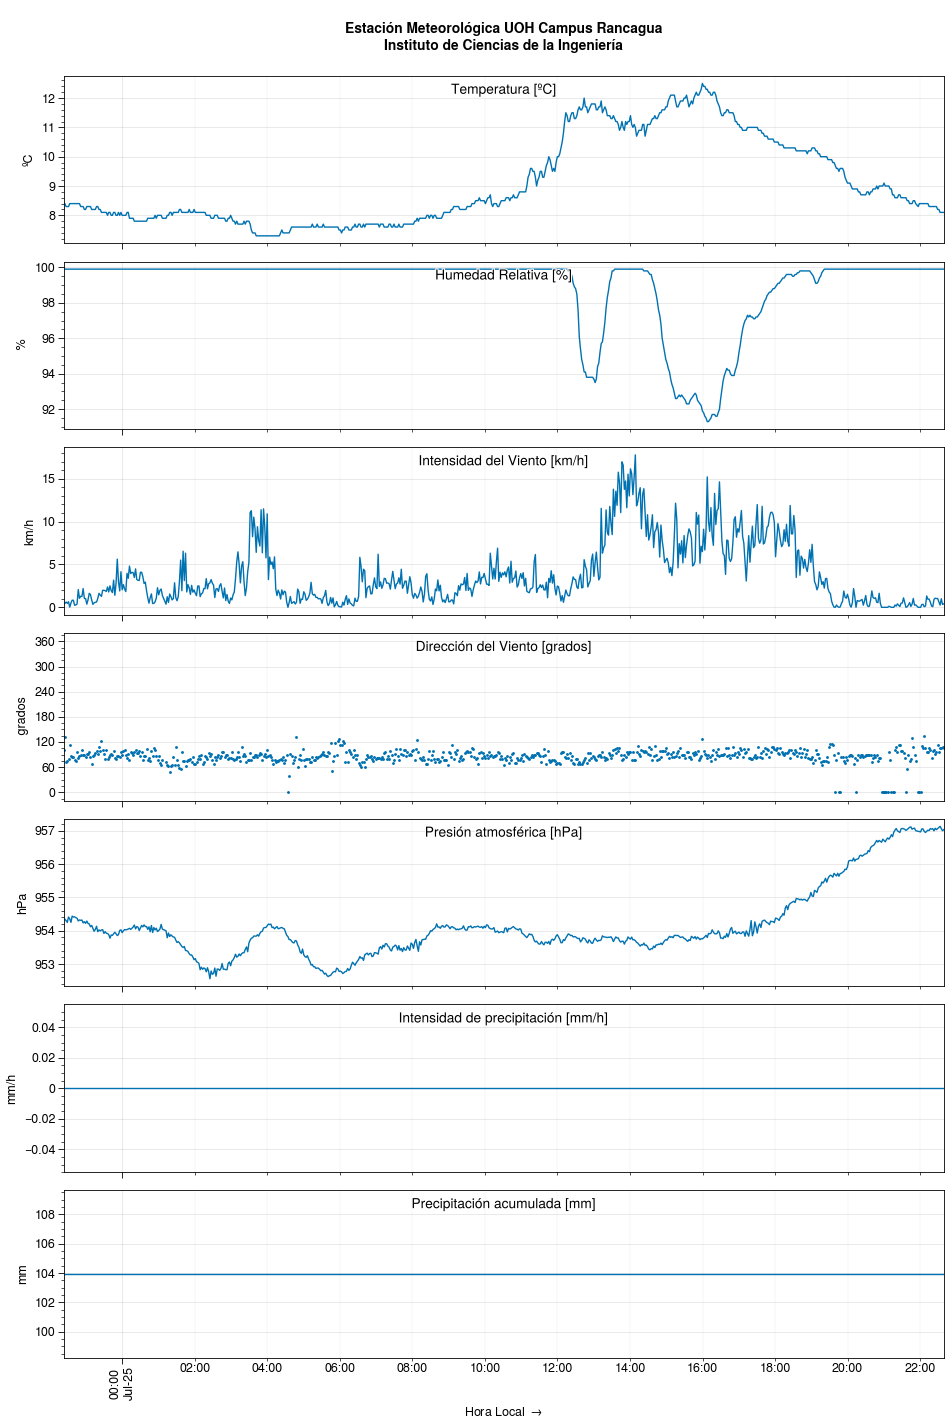 Estación Meteorológica UOH Campus Rancagua
Instituto de Ciencias de la Ingeniería
Temperatura [ºC]
ºC
12
11
10
9
8
Humedad Relativa [%]
%
100
98
96
94
92
Intensidad del Viento [km/h]
km/h
15
10
5
0
Dirección del Viento [grados]
grados
360
300
240
180
120
60
0
Presión atmosférica [hPa]
hPa
957
956
955
954
953
Intensidad de precipitación [mm/h]
mm/h
0.04
0.02
0
−0.02
−0.04
Precipitación acumulada [mm]
mm
108
106
104
102
100
00:00
Jul-25
02:00
04:00
06:00
08:00
10:00
12:00
14:00
16:00
18:00
20:00
22:00
Hora Local →